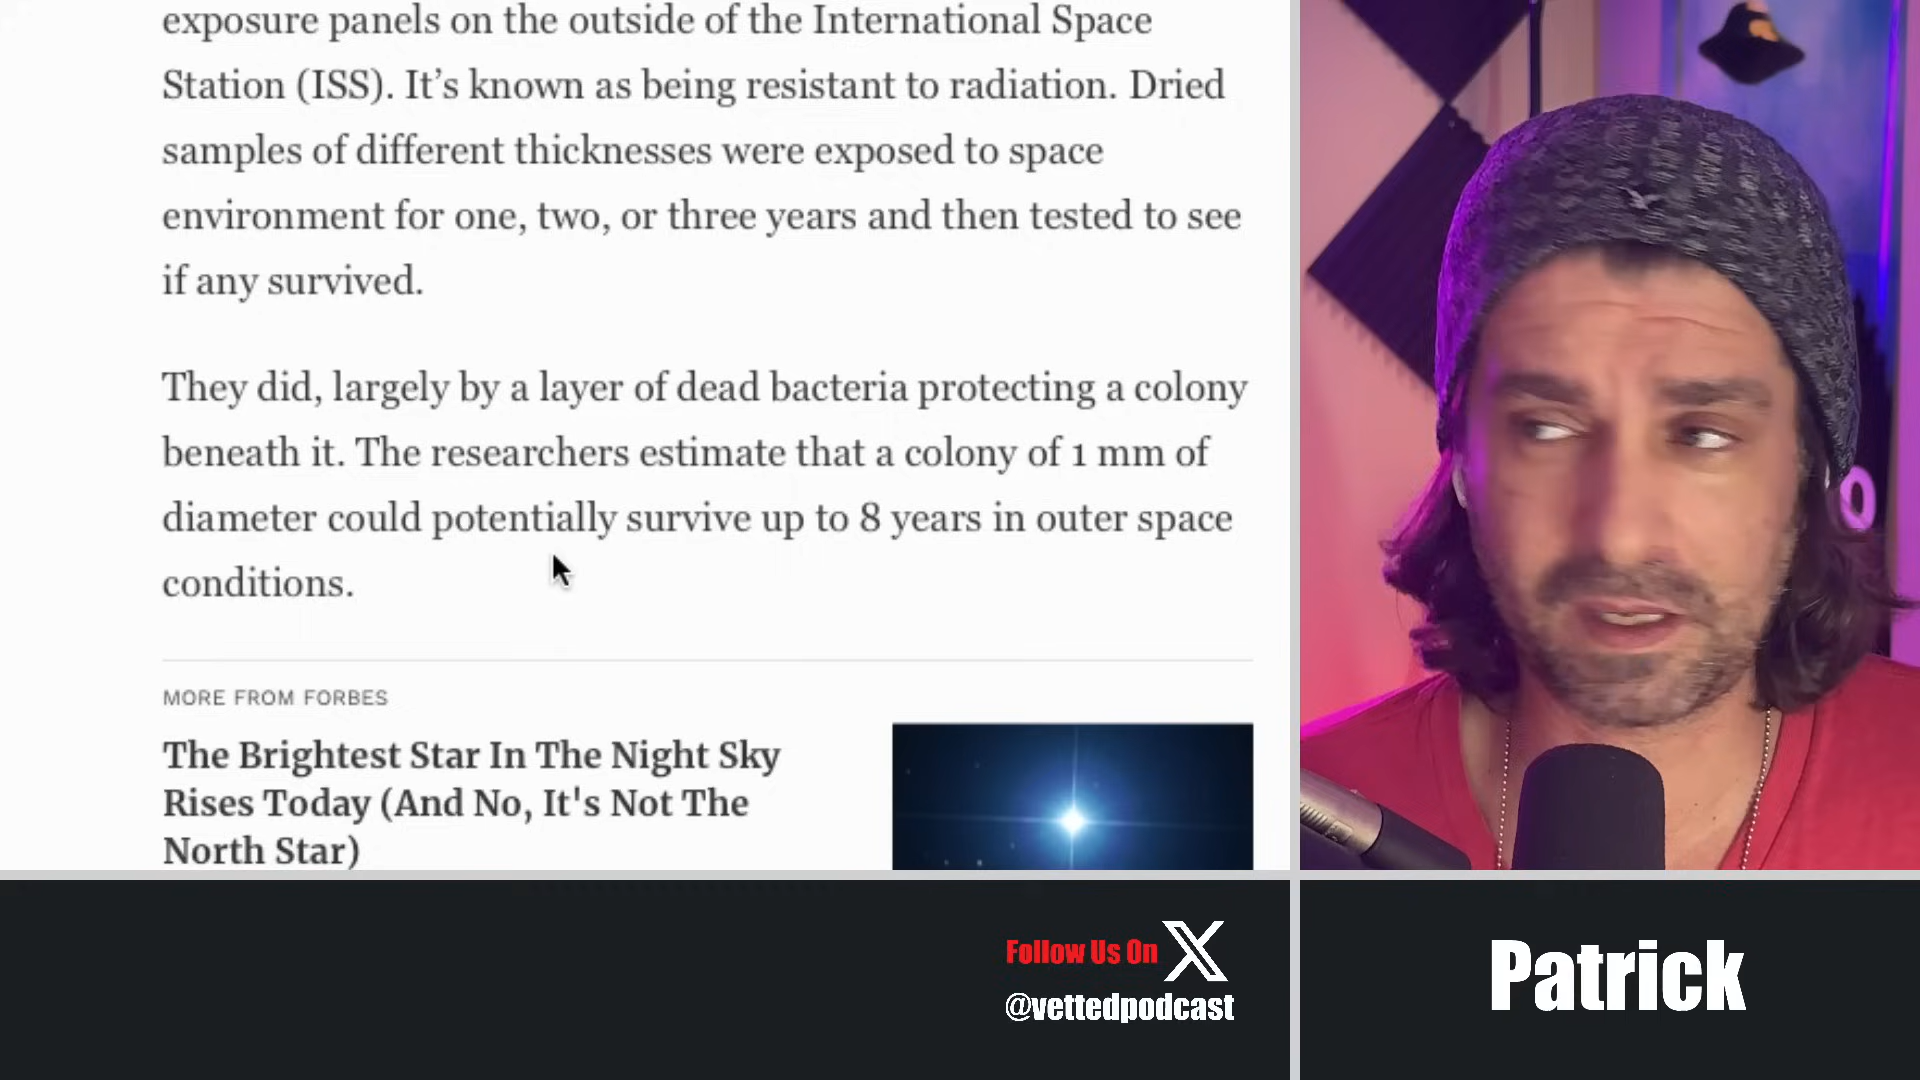 exposure panels on the outside of the International Space
Station (ISS). It’s known as being resistant to radiation. Dried
samples of different thicknesses were exposed to space
environment for one, two, or three years and then tested to see
if any survived.
They did, largely by a layer of dead bacteria protecting a colony
beneath it. The researchers estimate that a colony of 1 mm of
diameter could potentially survive up to 8 years in outer space
conditions.
MORE FROM FORBES
The Brightest Star In The Night Sky
Rises Today (And No, It's Not The
North Star)
Follow Us On X
@vettedpodcast
Patrick